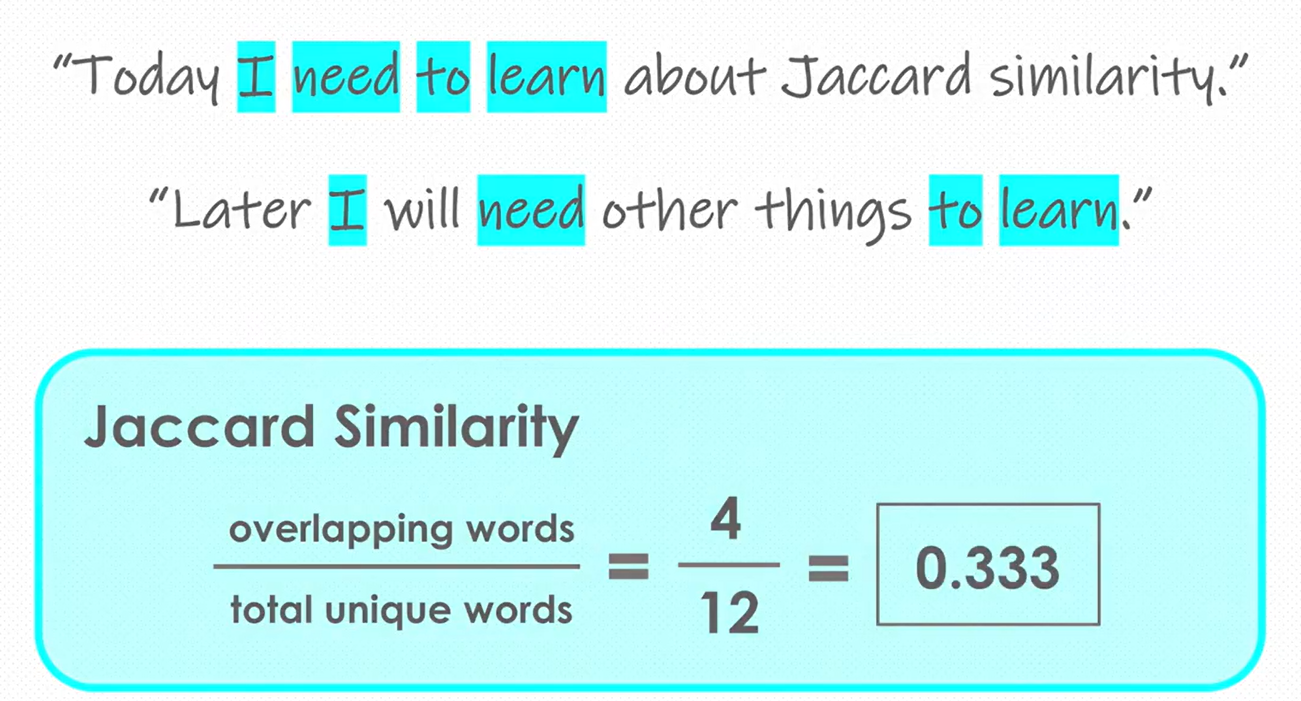 “Today I need to learn about Jaccard similarity.”
“Later I will need other things to learn.”
Jaccard Similarity
overlapping words
total unique words
=
4
12
=
0.333